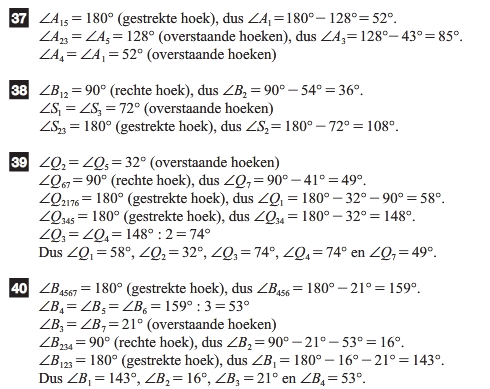 37 ∠A₁₅ = 180° (gestrekte hoek), dus ∠A₁ = 180° − 128° = 52°.
∠A₂₃ = ∠A₅ = 128° (overstaande hoeken), dus ∠A₃ = 128° − 43° = 85°.
∠A₄ = ∠A₁ = 52° (overstaande hoeken)
38 ∠B₁₂ = 90° (rechte hoek), dus ∠B₂ = 90° − 54° = 36°.
∠S₁ = ∠S₃ = 72° (overstaande hoeken)
∠S₂₃ = 180° (gestrekte hoek), dus ∠S₂ = 180° − 72° = 108°.
39 ∠Q₂ = ∠Q₅ = 32° (overstaande hoeken)
∠Q₆₇ = 90° (rechte hoek), dus ∠Q₇ = 90° − 41° = 49°.
∠Q₂₁₇₆ = 180° (gestrekte hoek), dus ∠Q₁ = 180° − 32° − 90° = 58°.
∠Q₃₄₅ = 180° (gestrekte hoek), dus ∠Q₃₄ = 180° − 32° = 148°.
∠Q₃ = ∠Q₄ = 148° : 2 = 74°
Dus ∠Q₁ = 58°, ∠Q₂ = 32°, ∠Q₃ = 74°, ∠Q₄ = 74° en ∠Q₇ = 49°.
40 ∠B₄₅₆₇ = 180° (gestrekte hoek), dus ∠B₄₅₆ = 180° − 21° = 159°.
∠B₄ = ∠B₅ = ∠B₆ = 159° : 3 = 53°
∠B₃ = ∠B₇ = 21° (overstaande hoeken)
∠B₂₃₄ = 90° (rechte hoek), dus ∠B₂ = 90° − 21° − 53° = 16°.
∠B₁₂₃ = 180° (gestrekte hoek), dus ∠B₁ = 180° − 16° − 21° = 143°.
Dus ∠B₁ = 143°, ∠B₂ = 16°, ∠B₃ = 21° en ∠B₄ = 53°.